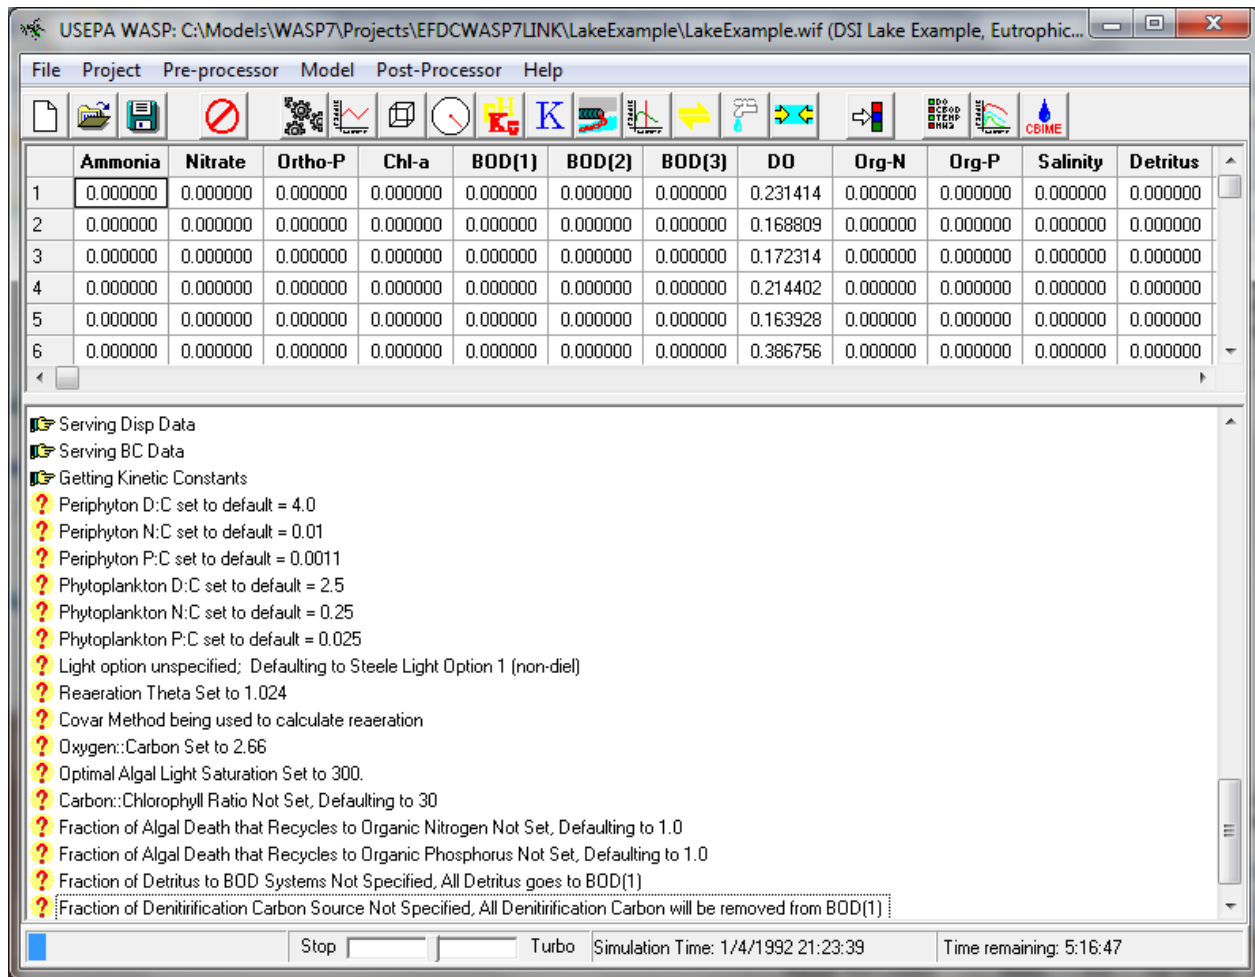 USEPA WASP: C:\Models\WASP7\Projects\EFDCWASP7LINK\LakeExample\LakeExample.wif (DSI Lake Example, Eutrophic...
File Project Pre-processor Model Post-Processor Help
K
CBIME
Ammonia Nitrate Ortho-P Chl-a BOD(1) BOD(2) BOD(3) DO Org-N Org-P Salinity Detritus
1 0.000000 0.000000 0.000000 0.000000 0.000000 0.000000 0.000000 0.231414 0.000000 0.000000 0.000000 0.000000
2 0.000000 0.000000 0.000000 0.000000 0.000000 0.000000 0.000000 0.168809 0.000000 0.000000 0.000000 0.000000
3 0.000000 0.000000 0.000000 0.000000 0.000000 0.000000 0.000000 0.172314 0.000000 0.000000 0.000000 0.000000
4 0.000000 0.000000 0.000000 0.000000 0.000000 0.000000 0.000000 0.214402 0.000000 0.000000 0.000000 0.000000
5 0.000000 0.000000 0.000000 0.000000 0.000000 0.000000 0.000000 0.163928 0.000000 0.000000 0.000000 0.000000
6 0.000000 0.000000 0.000000 0.000000 0.000000 0.000000 0.000000 0.386756 0.000000 0.000000 0.000000 0.000000
Serving Disp Data
Serving BC Data
Getting Kinetic Constants
? Periphyton D:C set to default = 4.0
? Periphyton N:C set to default = 0.01
? Periphyton P:C set to default = 0.0011
? Phytoplankton D:C set to default = 2.5
? Phytoplankton N:C set to default = 0.25
? Phytoplankton P:C set to default = 0.025
? Light option unspecified; Defaulting to Steele Light Option 1 (non-diel)
? Reaeration Theta Set to 1.024
? Covar Method being used to calculate reaeration
? Oxygen::Carbon Set to 2.66
? Optimal Algal Light Saturation Set to 300.
? Carbon::Chlorophyll Ratio Not Set, Defaulting to 30
? Fraction of Algal Death that Recycles to Organic Nitrogen Not Set, Defaulting to 1.0
? Fraction of Algal Death that Recycles to Organic Phosphorus Not Set, Defaulting to 1.0
? Fraction of Detritus to BOD Systems Not Specified, All Detritus goes to BOD(1)
? Fraction of Denitirification Carbon Source Not Specified, All Denitirification Carbon will be removed from BOD(1)
Stop Turbo Simulation Time: 1/4/1992 21:23:39 Time remaining: 5:16:47